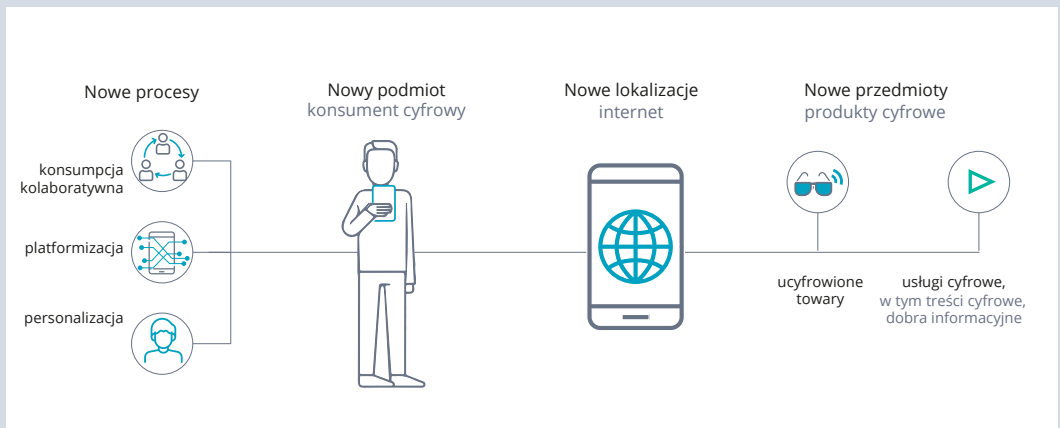 Nowe procesy
konsumpcja
kolaboratywna
platformizacja
personalizacja
Nowy podmiot
konsument cyfrowy
Nowe lokalizacje
internet
Nowe przedmioty
produkty cyfrowe
ucyfrowione
towary
usługi cyfrowe,
w tym treści cyfrowe,
dobra informacyjne